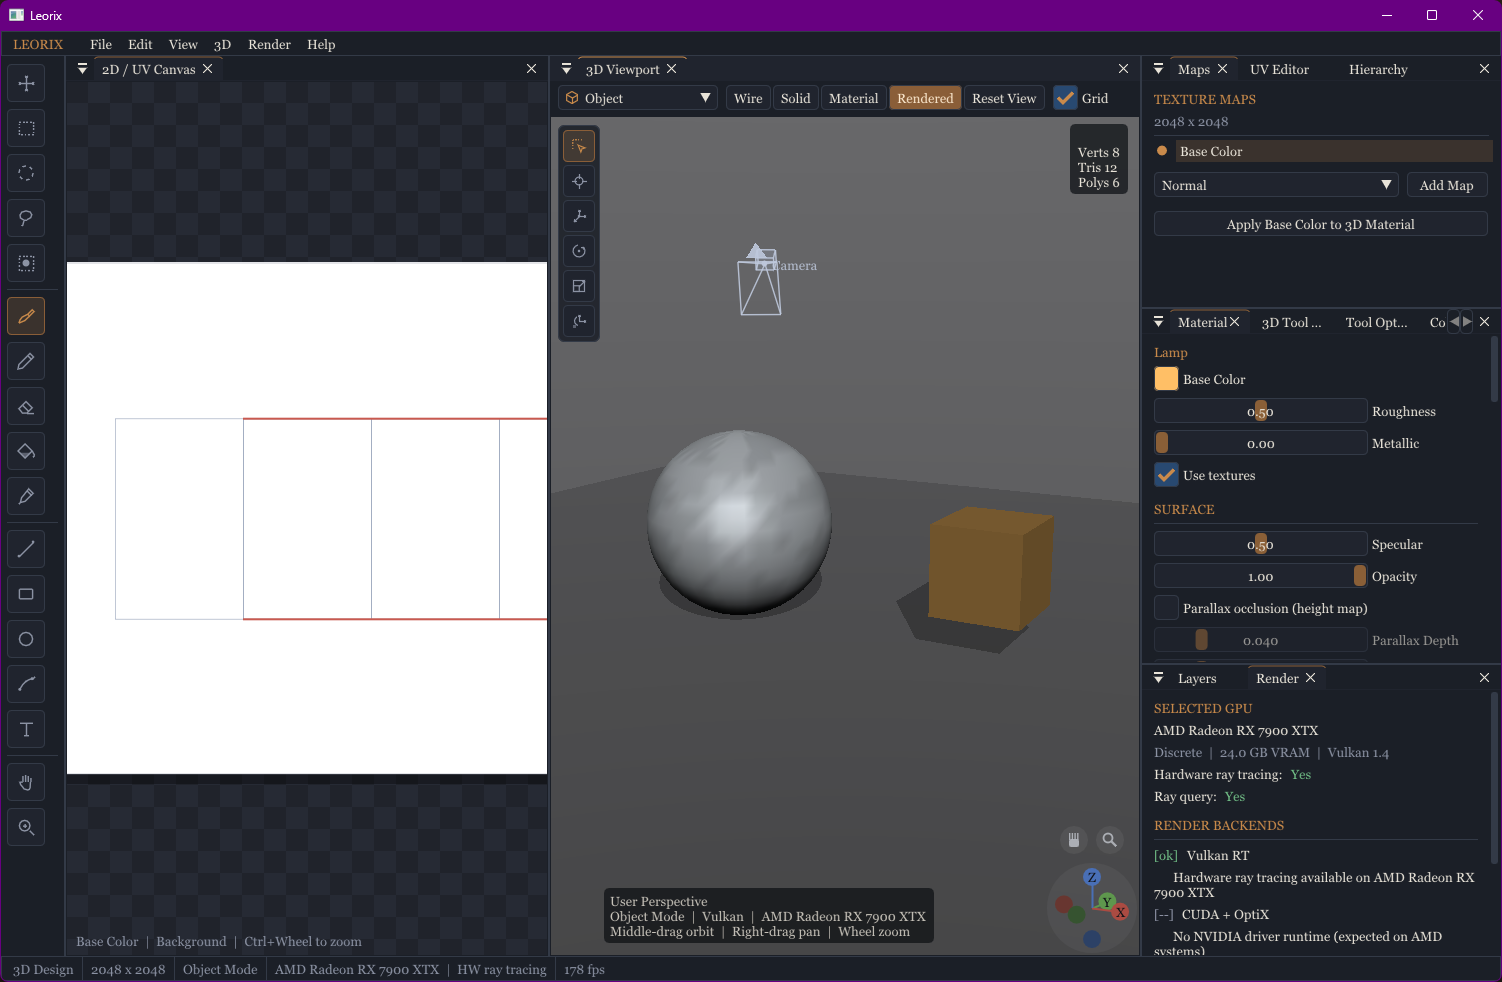 Leorix
LEORIX File Edit View 3D Render Help
2D / UV Canvas
3D Viewport
Object Wire Solid Material Rendered Reset View Grid
Verts 8
Tris 12
Polys 6
Camera
User Perspective
Object Mode | Vulkan | AMD Radeon RX 7900 XTX
Middle-drag orbit | Right-drag pan | Wheel zoom
Z
Y
X
Base Color | Background | Ctrl+Wheel to zoom
Maps UV Editor Hierarchy
TEXTURE MAPS
2048 x 2048
Base Color
Normal Add Map
Apply Base Color to 3D Material
Material 3D Tool ... Tool Opt... Co
Lamp
Base Color
0.50 Roughness
0.00 Metallic
Use textures
SURFACE
0.50 Specular
1.00 Opacity
Parallax occlusion (height map)
0.040 Parallax Depth
Layers Render
SELECTED GPU
AMD Radeon RX 7900 XTX
Discrete | 24.0 GB VRAM | Vulkan 1.4
Hardware ray tracing: Yes
Ray query: Yes
RENDER BACKENDS
[ok] Vulkan RT
Hardware ray tracing available on AMD Radeon RX
7900 XTX
[--] CUDA + OptiX
No NVIDIA driver runtime (expected on AMD
systems)
3D Design 2048 x 2048 Object Mode AMD Radeon RX 7900 XTX | HW ray tracing 178 fps